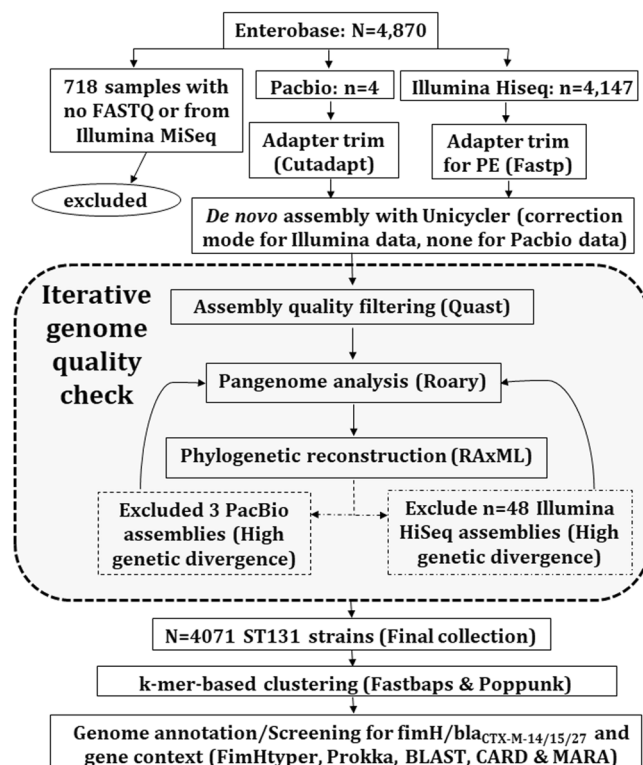 Enterobase: N=4,870
718 samples with
no FASTQ or from
Illumina MiSeq
Pacbio: n=4
Illumina Hiseq: n=4,147
Adapter trim
(Cutadapt)
Adapter trim
for PE (Fastp)
excluded
De novo assembly with Unicycler (correction
mode for Illumina data, none for Pacbio data)
Iterative
genome
quality
check
Assembly quality filtering (Quast)
Pangenome analysis (Roary)
Phylogenetic reconstruction (RAxML)
Excluded 3 PacBio
assemblies (High
genetic divergence)
Exclude n=48 Illumina
HiSeq assemblies (High
genetic divergence)
N=4071 ST131 strains (Final collection)
k-mer-based clustering (Fastbaps & Poppunk)
Genome annotation/Screening for fimH/blaCTX-M-14/15/27 and
gene context (FimHtyper, Prokka, BLAST, CARD & MARA)